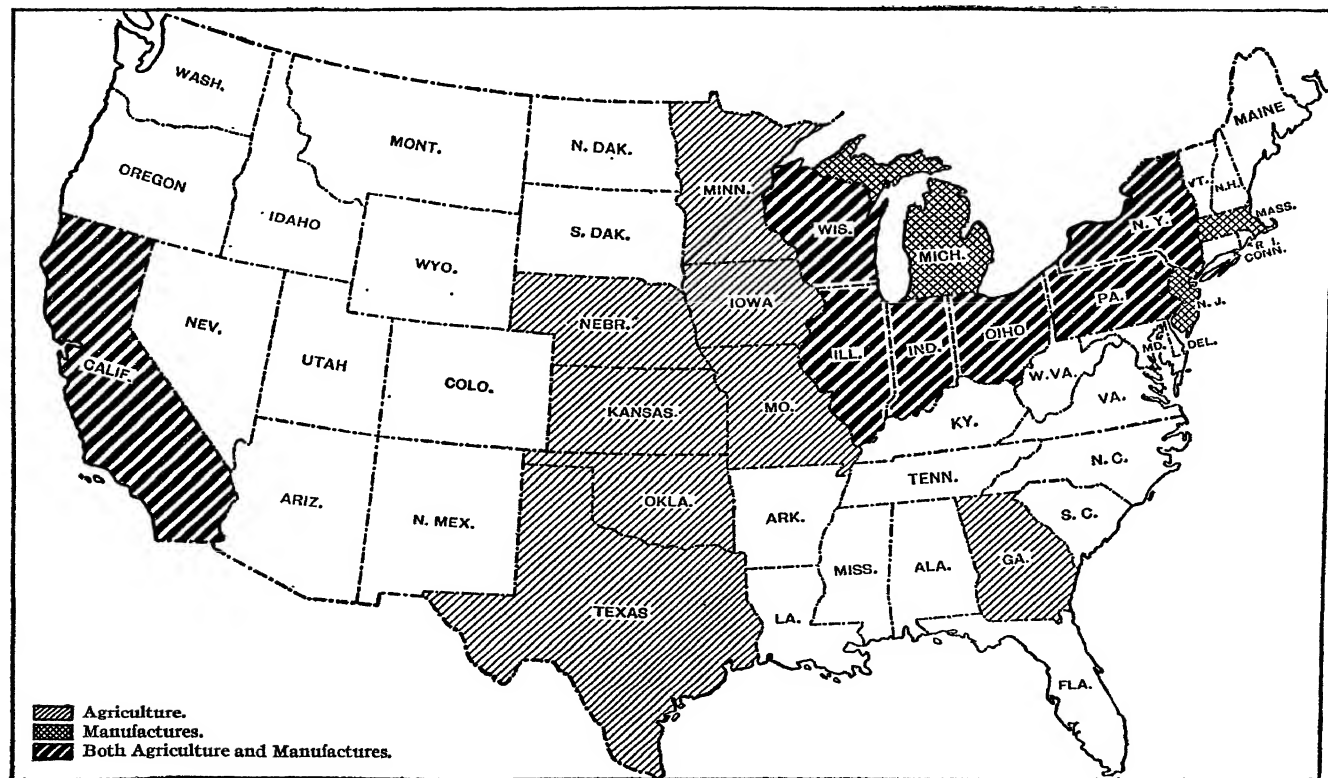 WASH.
MONT.
N. DAK.
MINN.
MAINE
OREGON
IDAHO
VT.
N.H.
MASS.
S. DAK.
WIS.
N. Y.
R. I.
WYO.
MICH.
CONN.
IOWA
NEBR.
PA.
N. J.
NEV.
ILL.
IND.
OIHO
MD.
DEL.
UTAH
CALIF.
COLO.
W.VA.
KANSAS.
MO.
VA.
KY.
N. C.
TENN.
ARIZ.
N. MEX.
OKLA.
ARK.
S. C.
MISS.
ALA.
GA.
TEXAS
LA.
FLA.
Agriculture.
Manufactures.
Both Agriculture and Manufactures.